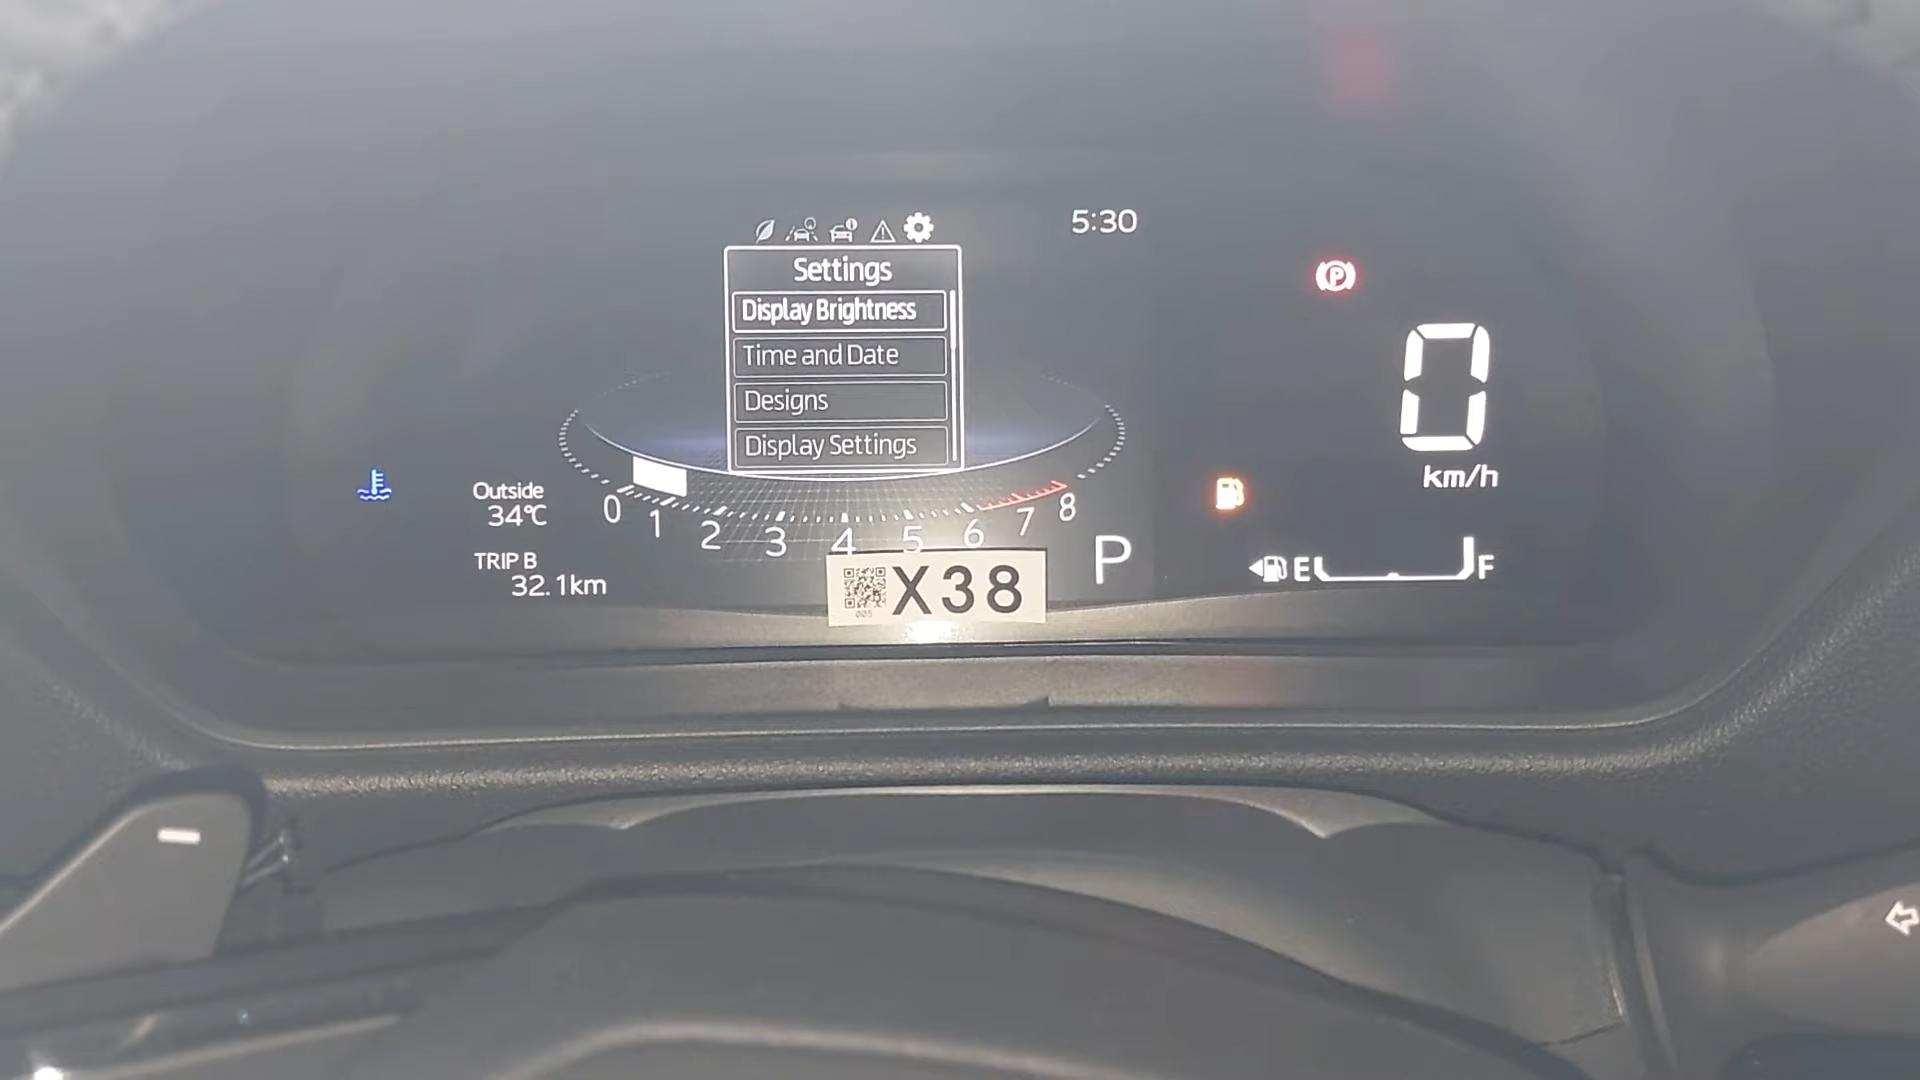 5:30
Settings
Display Brightness
Time and Date
Designs
Display Settings
0
km/h
Outside
34℃
0 1 2 3 4 5 6 7 8
TRIP B
32.1km
P
E F
X38
005